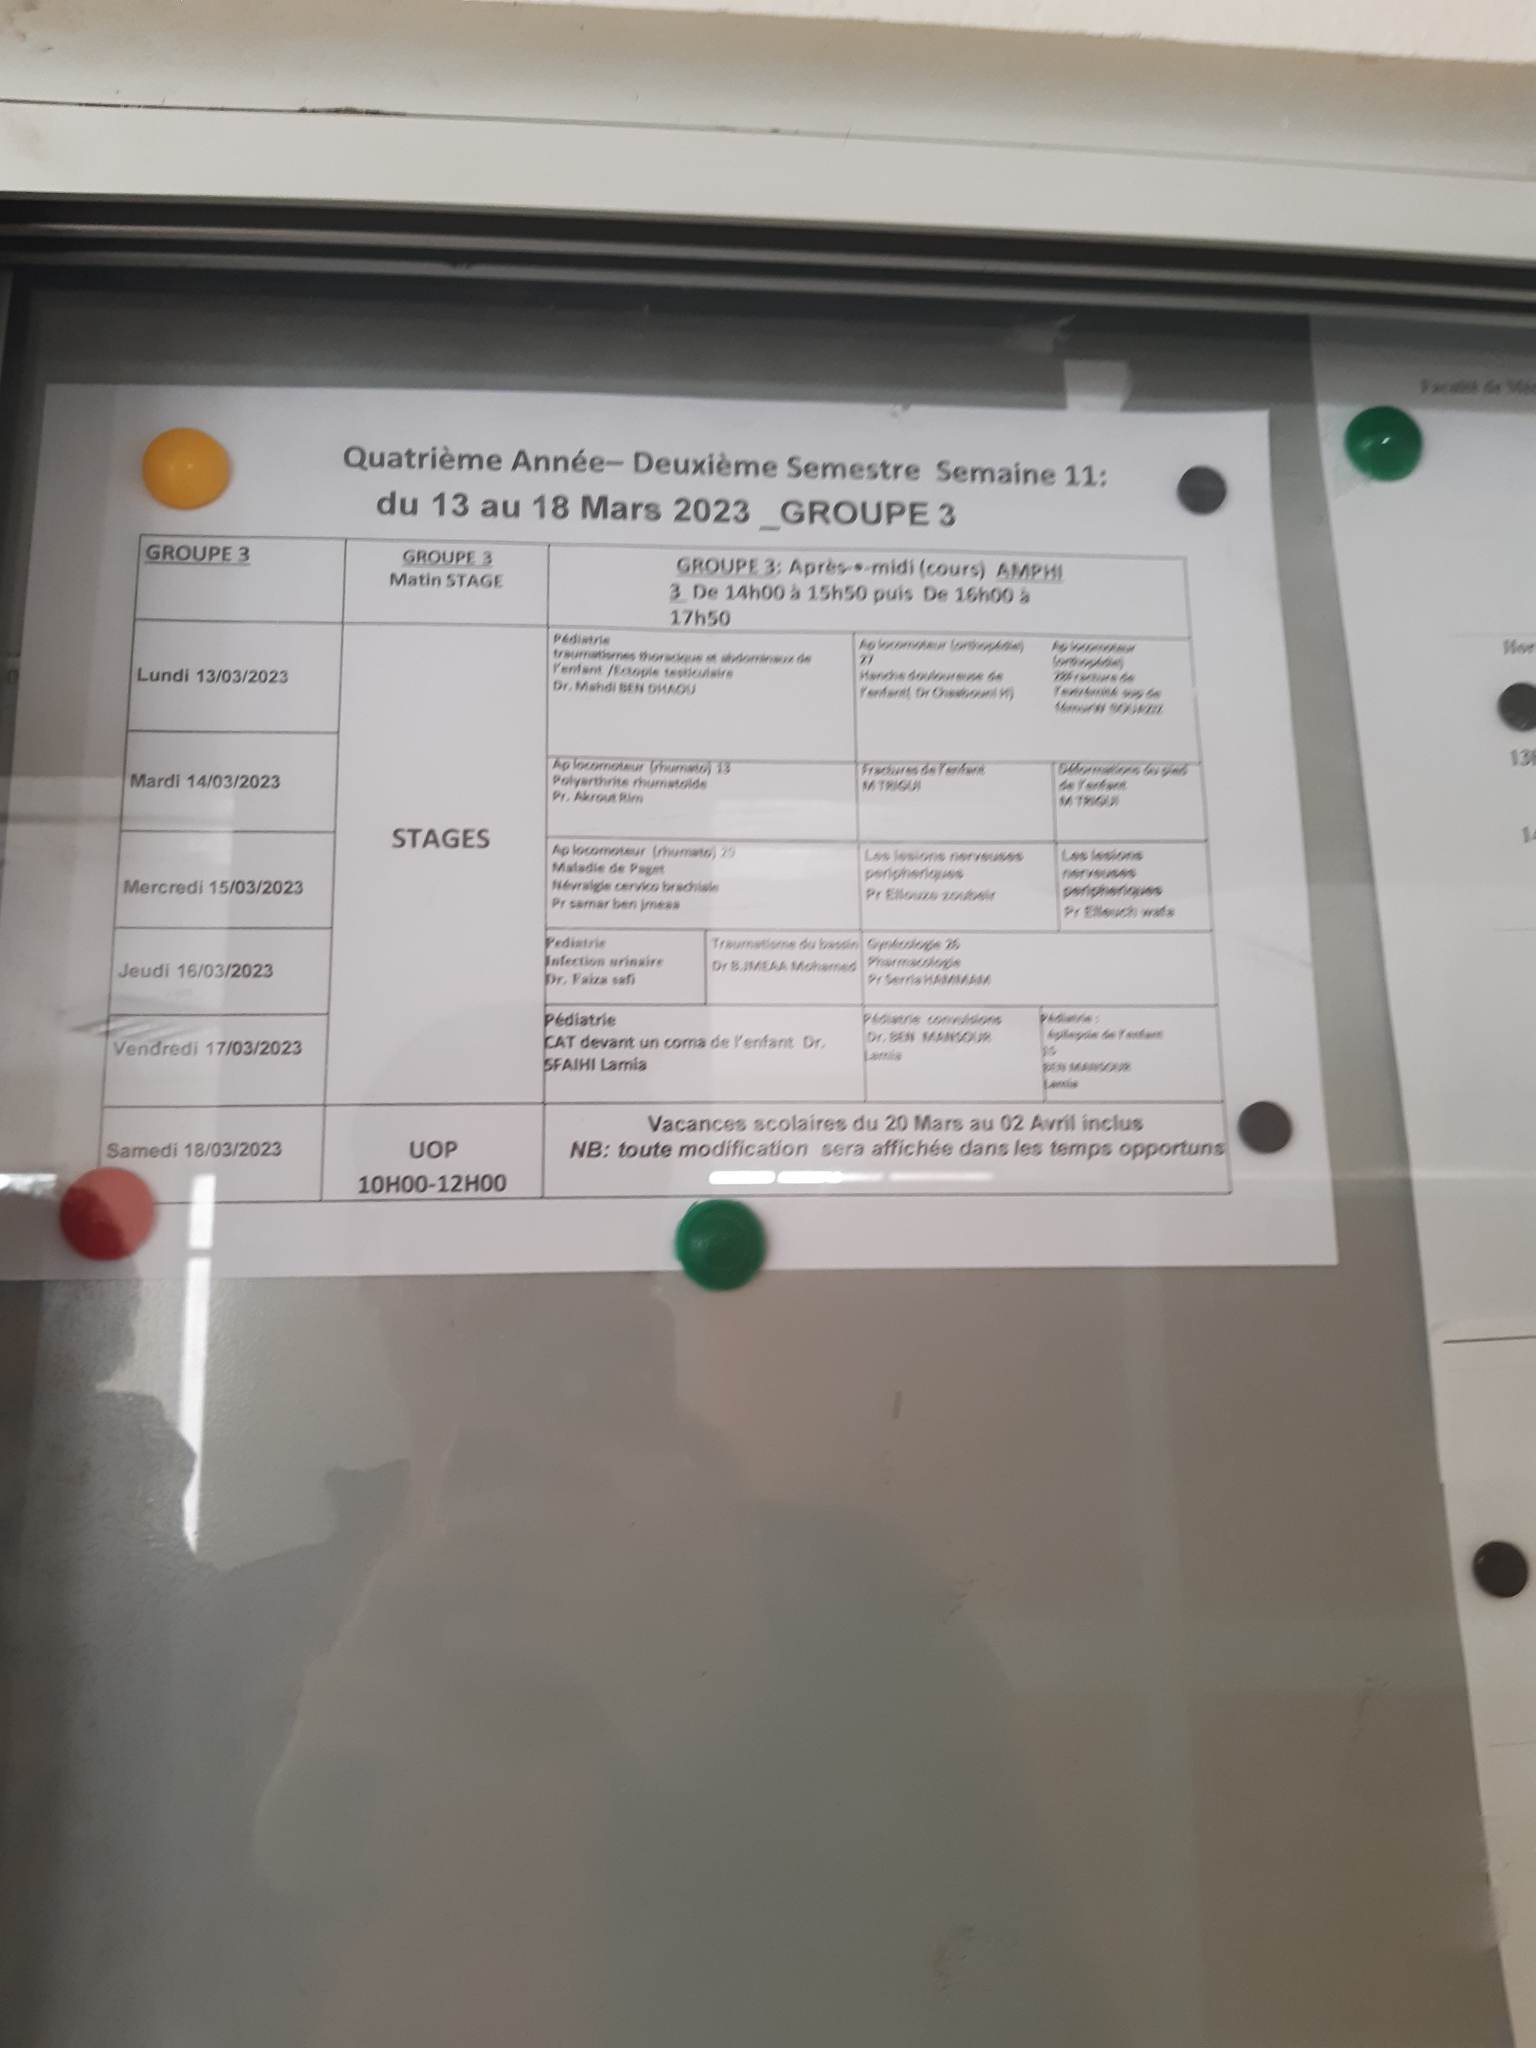 Quatrième Année– Deuxième Semestre Semaine 11:
du 13 au 18 Mars 2023 _GROUPE 3
GROUPE 3
GROUPE 3
Matin STAGE
GROUPE 3: Après-•-midi (cours) AMPHI
3 De 14h00 à 15h50 puis De 16h00 à
17h50
Lundi 13/03/2023
STAGES
Pédiatrie
traumatismes thoracique et abdominaux de
l'enfant /Ectopie testiculaire
Dr. Mahdi BEN DHAOU
Ap locomoteur (orthopédie)
27
Hanche douloureuse de
l'enfant(
Ap locomoteur
(orthopédie)
fracture de
l'extrémité sup de
Mardi 14/03/2023
Ap locomoteur (rhumato) 13
Polyarthrite rhumatoïde
Pr. Akrout Rim
Fractures de l'enfant
M TRIGUI
Déformations du pied
de l'enfant
M TRIGUI
Mercredi 15/03/2023
Ap locomoteur (rhumato) 25
Maladie de Paget
Névralgie cervico brachiale
Pr samar ben jmeaa
Les lesions nerveuses
peripheriques
Pr Ellouze zoubeir
Les lesions
nerveuses
peripheriques
Pr Elleuch wafa
Jeudi 16/03/2023
Pediatrie
Infection urinaire
Dr. Faiza safi
Traumatisme du bassin
Dr BJMEAA Mohamed
Gynécologie 26
Pharmacologie
Pr Serria HAMMAM
Vendredi 17/03/2023
Pédiatrie
CAT devant un coma de l'enfant Dr.
SFAIHI Lamia
Pédiatrie convulsions
Dr. BEN MANSOUR
Lamia
Pédiatrie :
épilepsie de l'enfant
BEN MANSOUR
Lamia
Samedi 18/03/2023
UOP
10H00-12H00
Vacances scolaires du 20 Mars au 02 Avril inclus
NB: toute modification sera affichée dans les temps opportuns
Faculté de